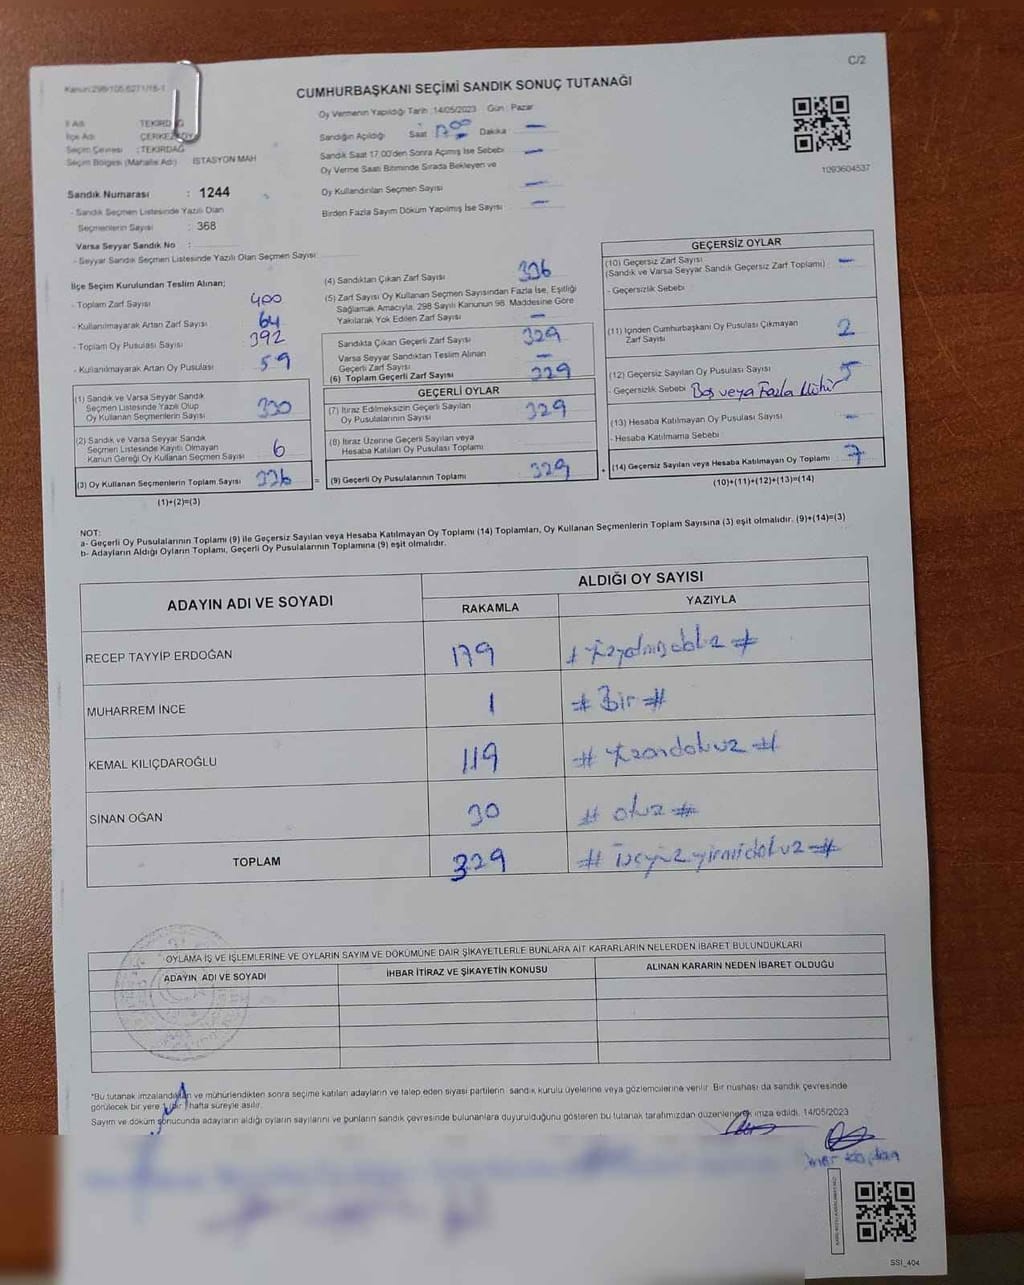 C/2
Kanun:298/105,6271/16-1
CUMHURBAŞKANI SEÇİMİ SANDIK SONUÇ TUTANAĞI
İl Adı TEKİRDAĞ
İlçe Adı ÇERKEZKÖY
Seçim Çevresi : TEKİRDAĞ
Seçim Bölgesi (Mahalle Adı) İSTASYON MAH
Sandık Numarası : 1244
- Sandık Seçmen Listesinde Yazılı Olan
Seçmenlerin Sayısı : 368
Varsa Seyyar Sandık No :
- Seyyar Sandık Seçmen Listesinde Yazılı Olan Seçmen Sayısı:
Oy Vermenin Yapıldığı Tarih :14/05/2023 Gün : Pazar
Sandığın Açıldığı Saat 17 00 Dakika —
Sandık Saat 17.00'den Sonra Açılmış İse Sebebi —
Oy Verme Saati Bitiminde Sırada Bekleyen ve
Oy Kullandırılan Seçmen Sayısı —
Birden Fazla Sayım Döküm Yapılmış İse Sayısı —
1093604537
İlçe Seçim Kurulundan Teslim Alınan;
- Toplam Zarf Sayısı 400
- Kullanılmayarak Artan Zarf Sayısı 64
- Toplam Oy Pusulası Sayısı 392
- Kullanılmayarak Artan Oy Pusulası 59
(1) Sandık ve Varsa Seyyar Sandık
Seçmen Listesinde Yazılı Olup
Oy Kullanan Seçmenlerin Sayısı 330
(2) Sandık ve Varsa Seyyar Sandık
Seçmen Listesinde Kayıtlı Olmayan
Kanun Gereği Oy Kullanan Seçmen Sayısı 6
(3) Oy Kullanan Seçmenlerin Toplam Sayısı 336 =
(1)+(2)=(3)
(4) Sandıktan Çıkan Zarf Sayısı 336
(5) Zarf Sayısı Oy Kullanan Seçmen Sayısından Fazla İse, Eşitliği
Sağlamak Amacıyla, 298 Sayılı Kanunun 98. Maddesine Göre
Yakılarak Yok Edilen Zarf Sayısı —
Sandıkta Çıkan Geçerli Zarf Sayısı 329
Varsa Seyyar Sandıktan Teslim Alınan
Geçerli Zarf Sayısı —
(6) Toplam Geçerli Zarf Sayısı 329
GEÇERLİ OYLAR
(7) İtiraz Edilmeksizin Geçerli Sayılan
Oy Pusulalarının Sayısı 329
(8) İtiraz Üzerine Geçerli Sayılan veya
Hesaba Katılan Oy Pusulası Toplamı
(9) Geçerli Oy Pusulalarının Toplamı 329 +
GEÇERSİZ OYLAR
(10) Geçersiz Zarf Sayısı
(Sandık ve Varsa Seyyar Sandık Geçersiz Zarf Toplamı) : —
- Geçersizlik Sebebi
(11) İçinden Cumhurbaşkanı Oy Pusulası Çıkmayan
Zarf Sayısı 2
(12) Geçersiz Sayılan Oy Pusulası Sayısı 5
- Geçersizlik Sebebi Boş veya Fazla Mühür
(13) Hesaba Katılmayan Oy Pusulası Sayısı —
- Hesaba Katılmama Sebebi
(14) Geçersiz Sayılan veya Hesaba Katılmayan Oy Toplamı 7
(10)+(11)+(12)+(13)=(14)
NOT:
a- Geçerli Oy Pusulalarının Toplamı (9) ile Geçersiz Sayılan veya Hesaba Katılmayan Oy Toplamı (14) Toplamları, Oy Kullanan Seçmenlerin Toplam Sayısına (3) eşit olmalıdır. (9)+(14)=(3)
b- Adayların Aldığı Oyların Toplamı, Geçerli Oy Pusulalarının Toplamına (9) eşit olmalıdır.
ADAYIN ADI VE SOYADI ALDIĞI OY SAYISI
RAKAMLA YAZIYLA
RECEP TAYYİP ERDOĞAN 179 # Yüzyetmişdokuz #
MUHARREM İNCE 1 # Bir #
KEMAL KILIÇDAROĞLU 119 # Yüzondokuz #
SİNAN OĞAN 30 # otuz #
TOPLAM 329 # Üçyüzyirmidokuz #
OYLAMA İŞ VE İŞLEMLERİNE VE OYLARIN SAYIM VE DÖKÜMÜNE DAİR ŞİKAYETLERLE BUNLARA AİT KARARLARIN NELERDEN İBARET BULUNDUKLARI
ADAYIN ADI VE SOYADI İHBAR İTİRAZ VE ŞİKAYETİN KONUSU ALINAN KARARIN NEDEN İBARET OLDUĞU
*Bu tutanak imzalandıktan ve mühürlendikten sonra seçime katılan adayların ve talep eden siyasi partilerin sandık kurulu üyelerine veya gözlemcilerine verilir. Bir nüshası da sandık çevresinde
görülecek bir yere 1 (bir) hafta süreyle asılır.
Sayım ve döküm sonucunda adayların aldığı oyların sayılarını ve bunların sandık çevresinde bulunanlara duyurulduğunu gösteren bu tutanak tarafımızdan düzenlenerek imza edildi. 14/05/2023
SSI_404